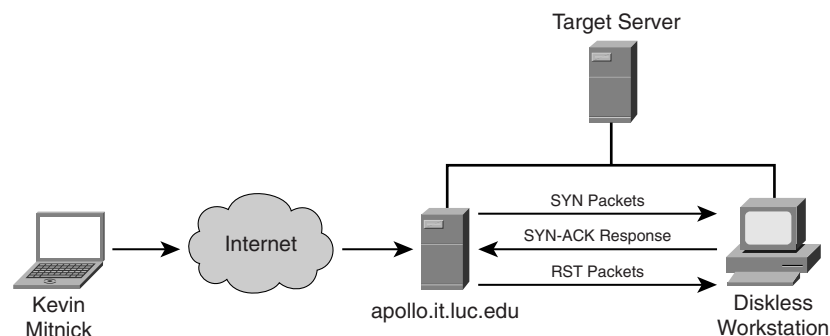 Target Server
SYN Packets
SYN-ACK Response
RST Packets
Internet
Kevin
Mitnick
apollo.it.luc.edu
Diskless
Workstation